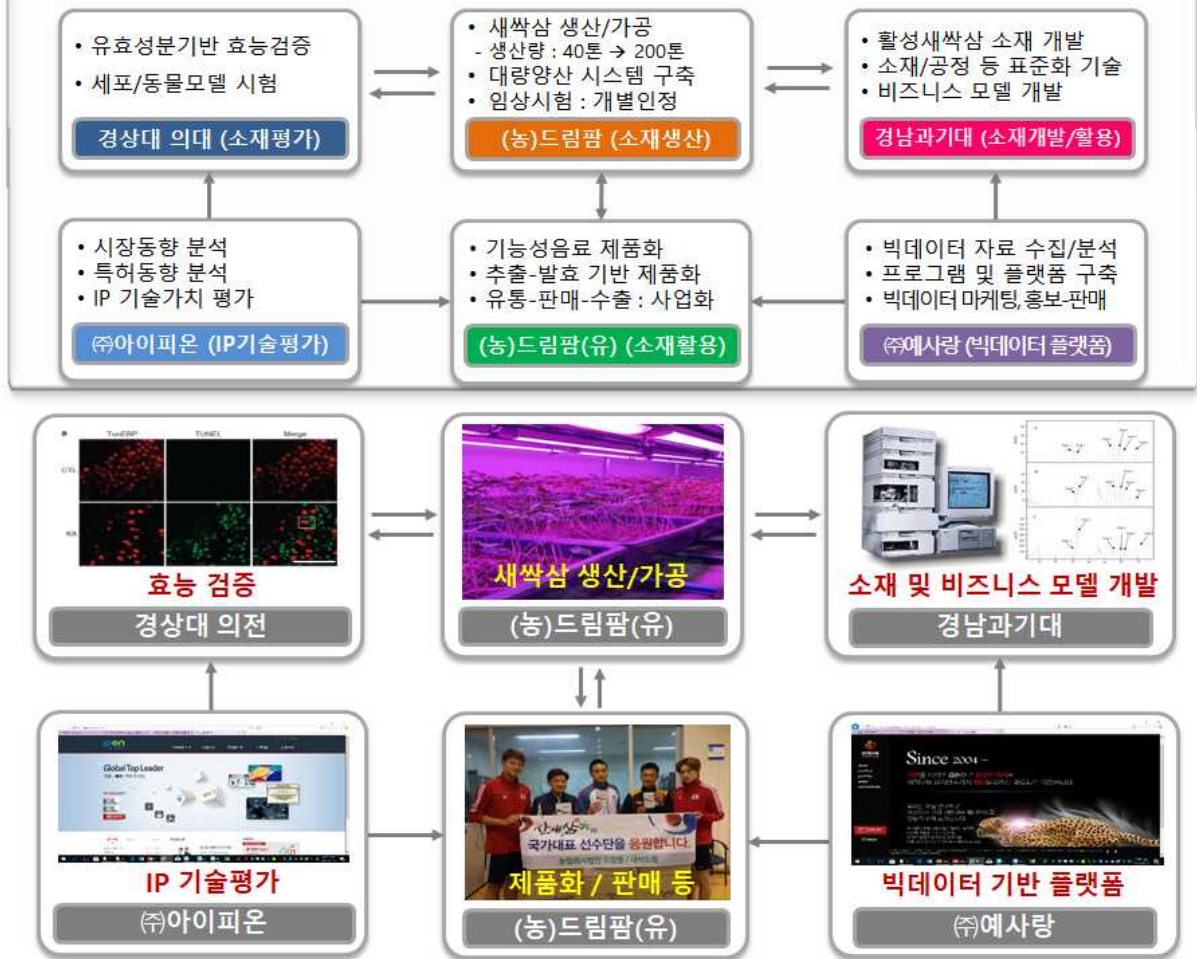 • 유효성분기반 효능검증
• 세포/동물모델 시험
경상대 의대 (소재평가)
• 새싹삼 생산/가공
- 생산량 : 40톤 → 200톤
• 대량양산 시스템 구축
• 임상시험 : 개별인정
(농)드림팜 (소재생산)
• 활성새싹삼 소재 개발
• 소재/공정 등 표준화 기술
• 비즈니스 모델 개발
경남과기대 (소재개발/활용)
• 시장동향 분석
• 특허동향 분석
• IP 기술가치 평가
㈜아이피온 (IP기술평가)
• 기능성음료 제품화
• 추출-발효 기반 제품화
• 유통-판매-수출 : 사업화
(농)드림팜(유) (소재활용)
• 빅데이터 자료 수집/분석
• 프로그램 및 플랫폼 구축
• 빅데이터 마케팅, 홍보-판매
㈜예사랑 (빅데이터 플랫폼)
TonEBP TUNEL Merge
CTL
KA
효능 검증
경상대 의전
새싹삼 생산/가공
(농)드림팜(유)
소재 및 비즈니스 모델 개발
경남과기대
Global Top Leader
IP 기술평가
㈜아이피온
국가대표 선수단을 응원합니다.
제품화 / 판매 등
(농)드림팜(유)
Since 2004
빅데이터 기반 플랫폼
㈜예사랑